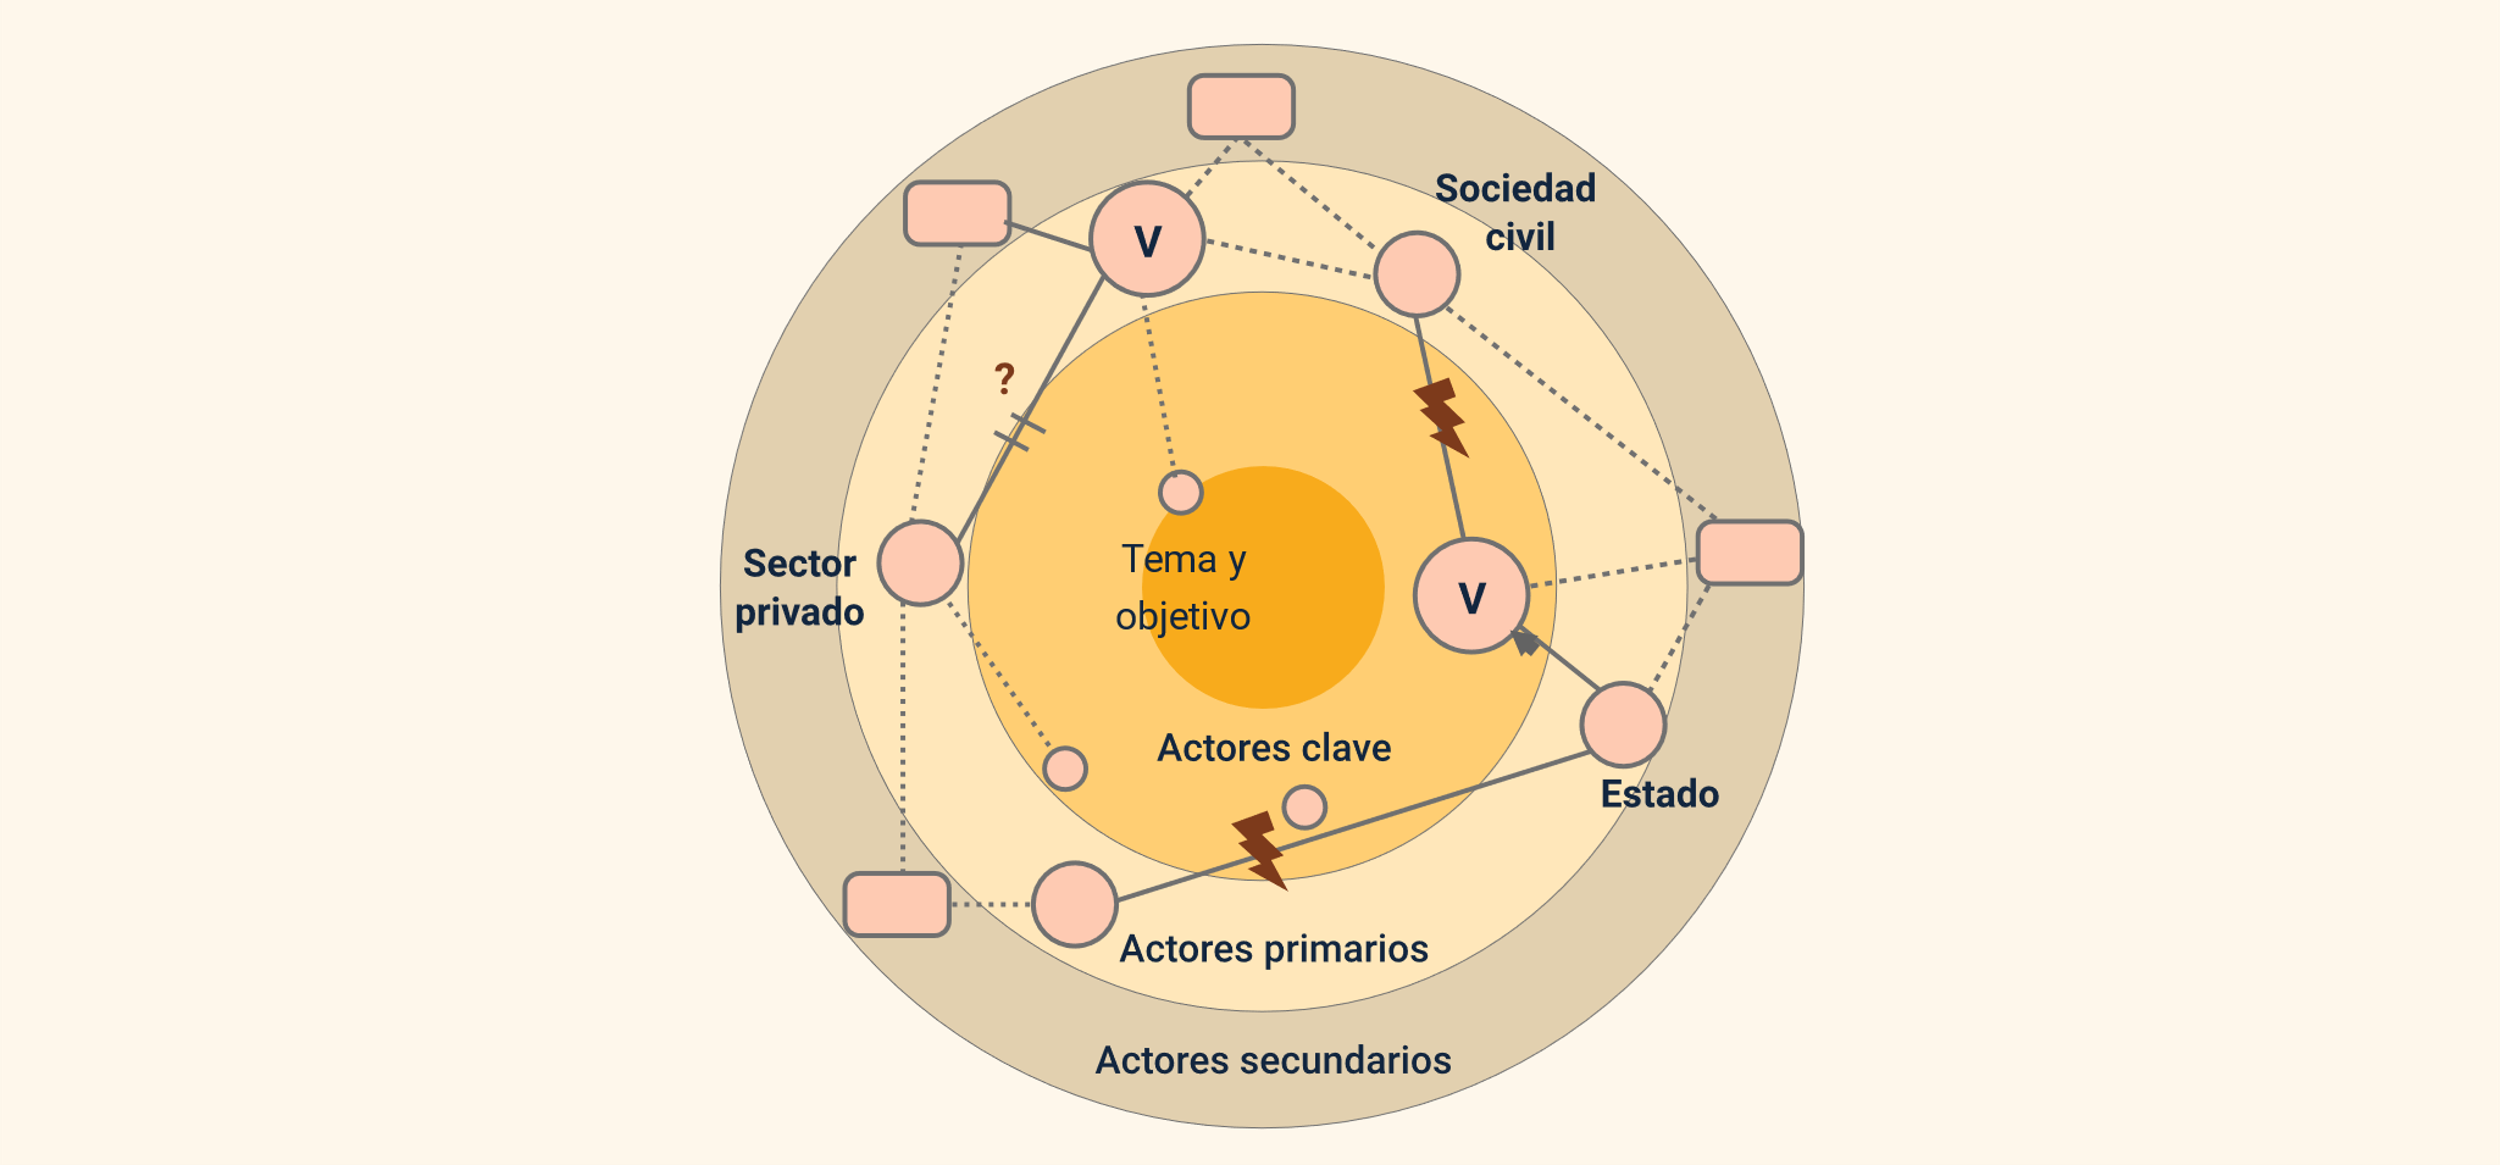 Sociedad
civil
V
?
Sector
privado
Tema y
objetivo
V
Actores clave
Estado
Actores primarios
Actores secundarios